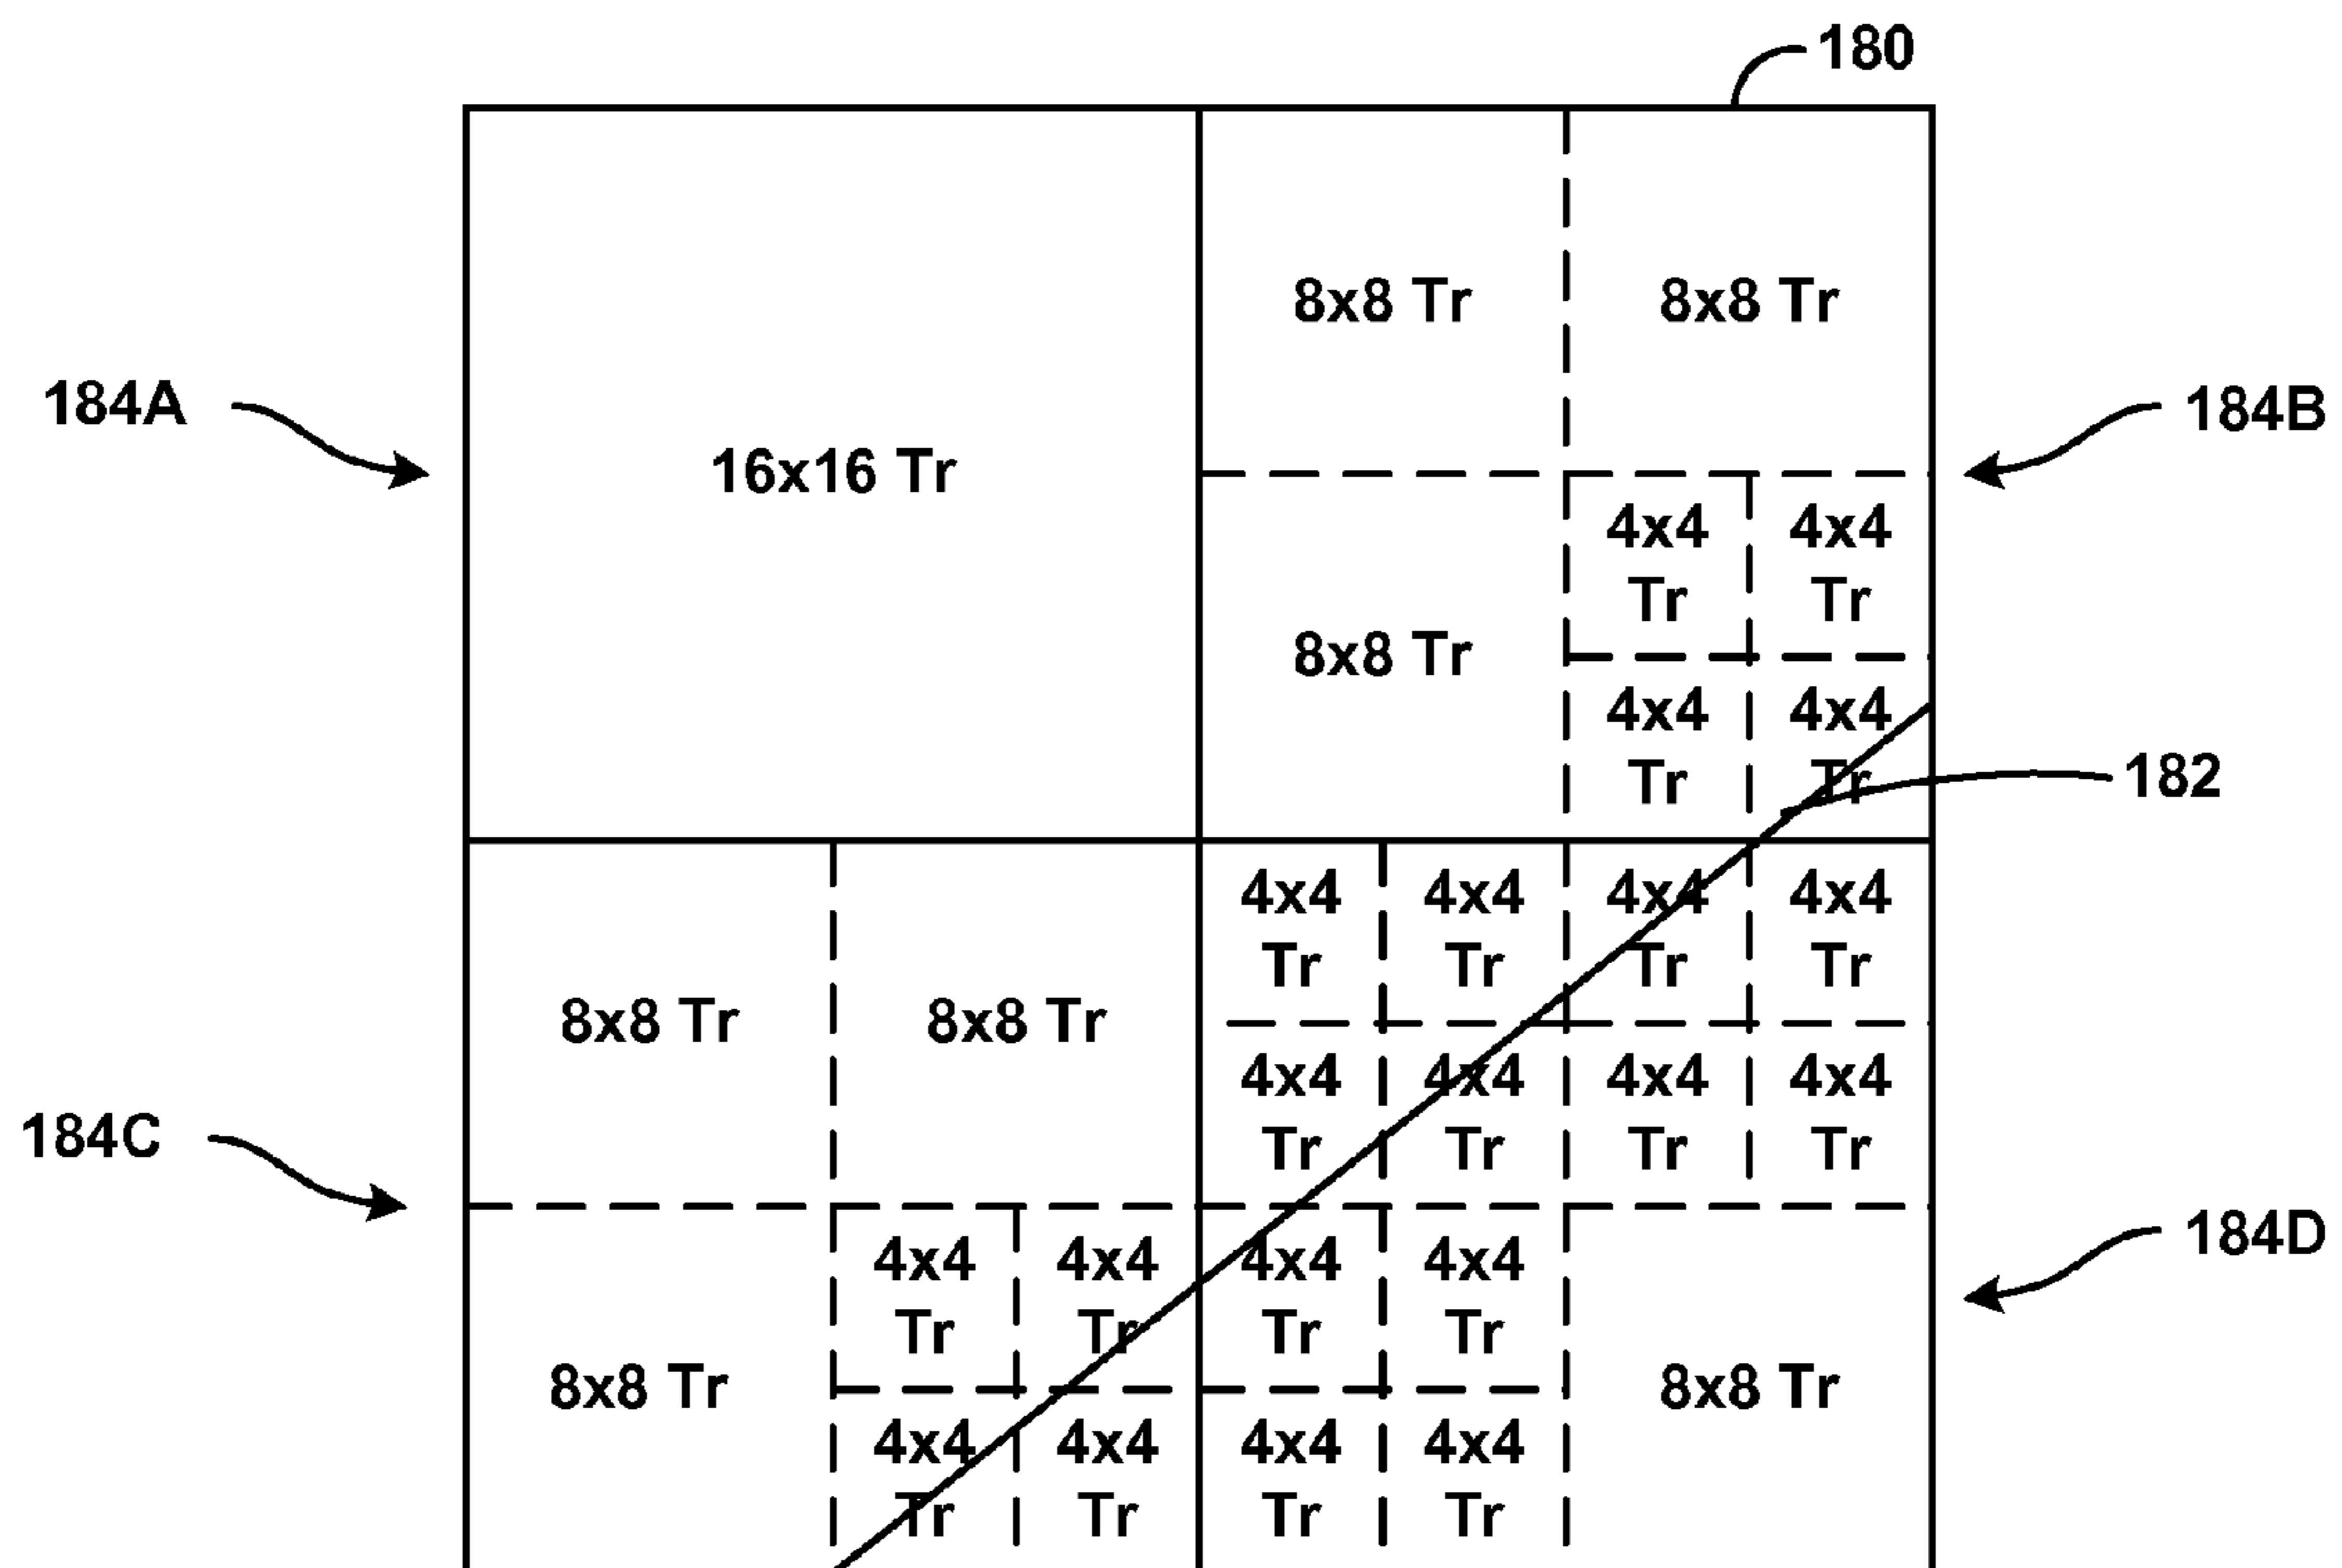 180
8x8 Tr 8x8 Tr
184A
184B
16x16 Tr
4x4 4x4
Tr Tr
8x8 Tr
4x4 4x4
Tr Tr
182
4x4 4x4 4x4 4x4
Tr Tr Tr Tr
8x8 Tr 8x8 Tr
4x4 4x4 4x4 4x4
184C
Tr Tr Tr Tr
184D
4x4 4x4 4x4 4x4
Tr Tr Tr Tr
8x8 Tr 8x8 Tr
4x4 4x4 4x4 4x4
Tr Tr Tr Tr